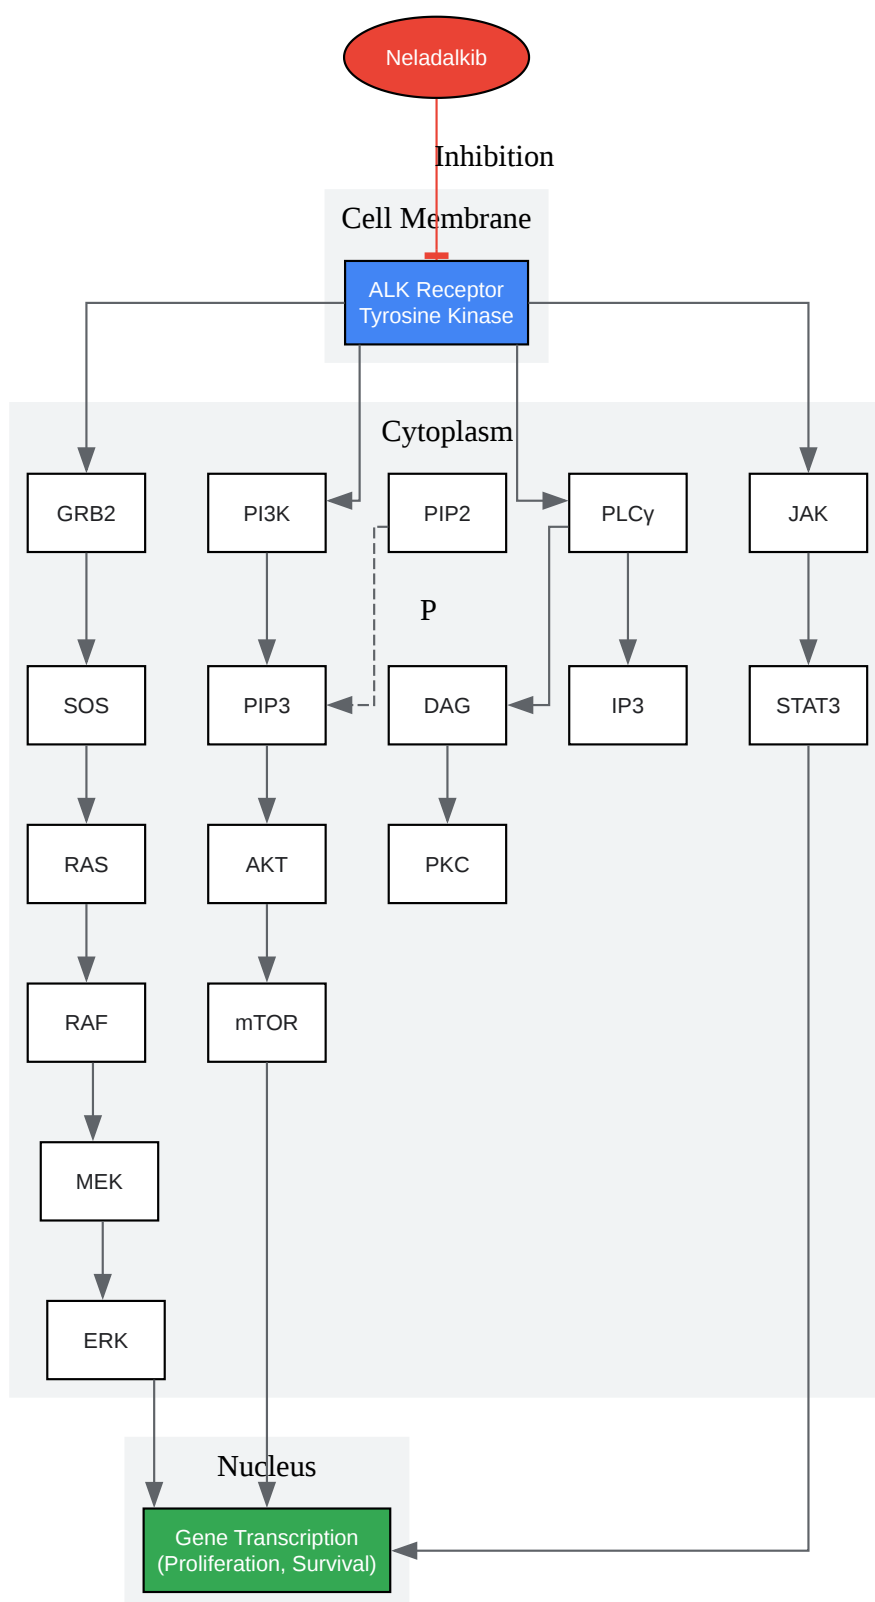 Neladalkib
Inhibition
Cell Membrane
ALK Receptor
Tyrosine Kinase
Cytoplasm
GRB2
PI3K
PIP2
PLCγ
JAK
P
SOS
PIP3
DAG
IP3
STAT3
RAS
AKT
PKC
RAF
mTOR
MEK
ERK
Nucleus
Gene Transcription
(Proliferation, Survival)